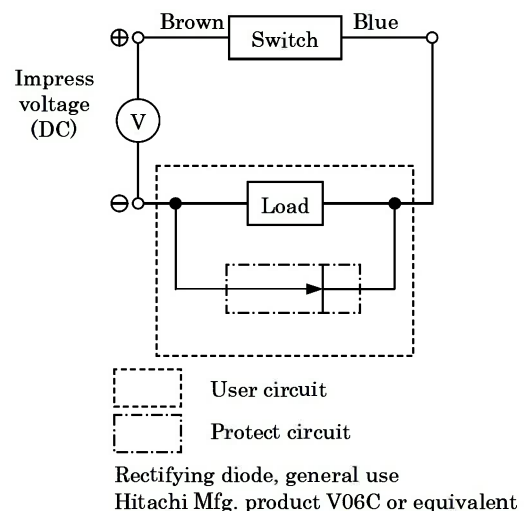 Brown
Switch
Blue
⊕
Impress
voltage
(DC)
V
⊖
Load
User circuit
Protect circuit
Rectifying diode, general use
Hitachi Mfg. product V06C or equivalent